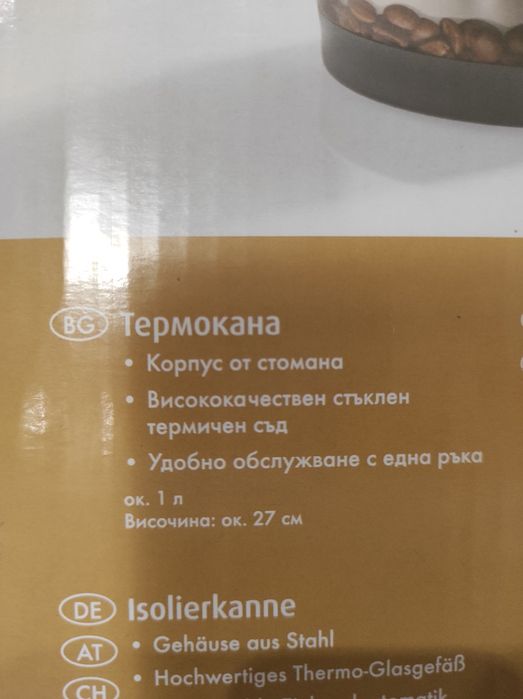 BG Термокана
• Корпус от стомана
• Висококачествен стъклен
термичен съд
• Удобно обслужване с една ръка
ок. 1 л
Височина: ок. 27 см
DE Isolierkanne
AT • Gehäuse aus Stahl
CH • Hochwertiges Thermo-Glasgefäß